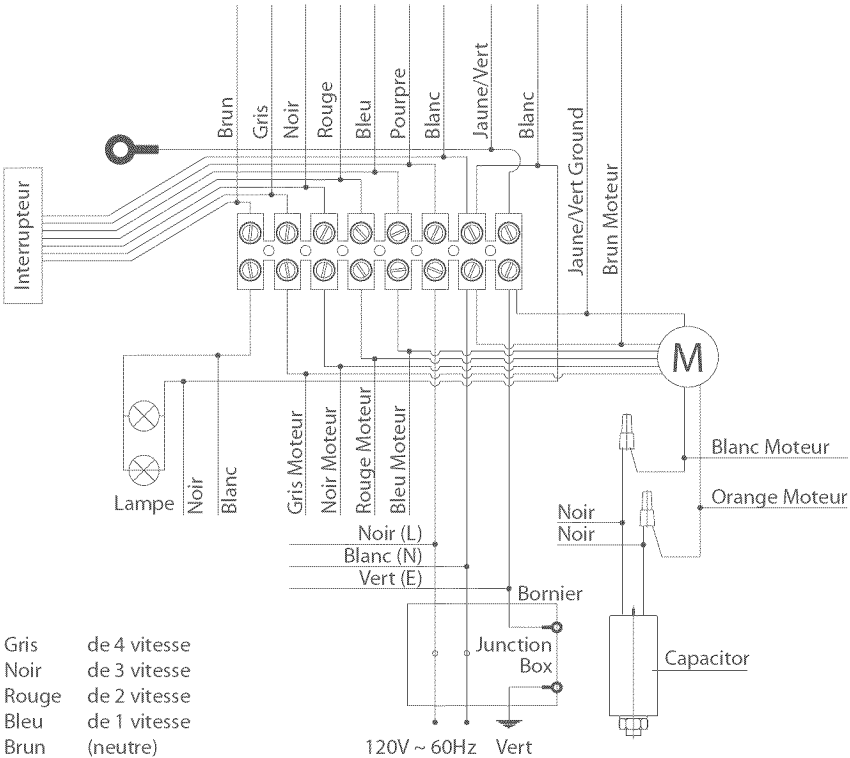 Brun
Gris
Noir
Rouge
Bleu
Pourpre
Blanc
Jaune/Vert
Blanc
Jaune/Vert Ground
Brun Moteur
Interrupteur
M
Lampe
Noir
Blanc
Gris Moteur
Noir Moteur
Rouge Moteur
Bleu Moteur
Blanc Moteur
Orange Moteur
Noir
Noir
Noir (L)
Blanc (N)
Vert (E)
Bornier
Junction
Box
Capacitor
120V ~ 60Hz
Vert
Gris de 4 vitesse
Noir de 3 vitesse
Rouge de 2 vitesse
Bleu de 1 vitesse
Brun (neutre)